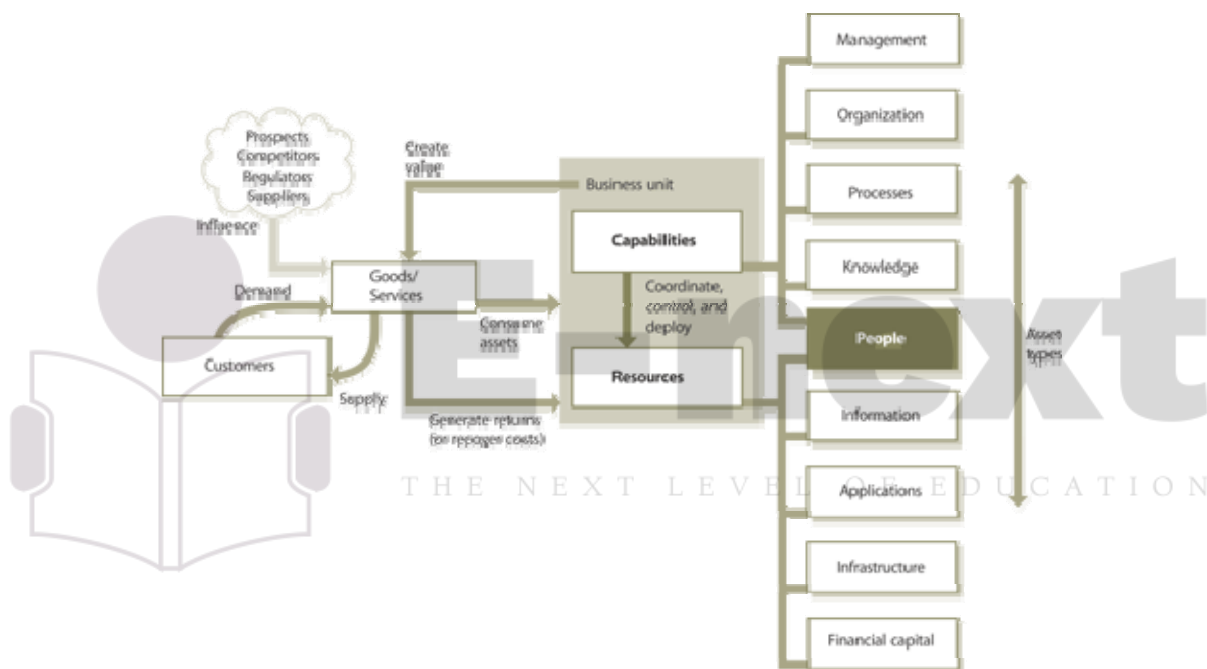 Management
Organization
Processes
Knowledge
People
Information
Applications
Infrastructure
Financial capital
Asset
types
Prospects
Competitors
Regulators
Suppliers
Influence
Create
value
Business unit
Capabilities
Coordinate,
control, and
deploy
Resources
Goods/
Services
Demand
Customers
Supply
Consume
assets
Generate returns
(or recover costs)
E-next
THE NEXT LEVEL OF EDUCATION